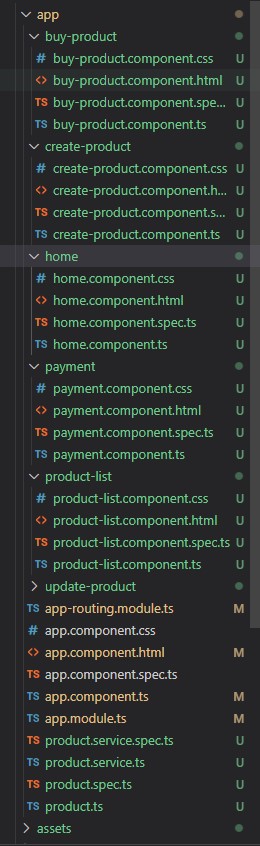 app
buy-product
# buy-product.component.css U
<> buy-product.component.html U
TS buy-product.component.spe... U
TS buy-product.component.ts U
create-product
# create-product.component.css U
<> create-product.component.h... U
TS create-product.component.s... U
TS create-product.component.ts U
home
# home.component.css U
<> home.component.html U
TS home.component.spec.ts U
TS home.component.ts U
payment
# payment.component.css U
<> payment.component.html U
TS payment.component.spec.ts U
TS payment.component.ts U
product-list
# product-list.component.css U
<> product-list.component.html U
TS product-list.component.spec.ts U
TS product-list.component.ts U
update-product
TS app-routing.module.ts M
# app.component.css
<> app.component.html M
TS app.component.spec.ts
TS app.component.ts M
TS app.module.ts M
TS product.service.spec.ts U
TS product.service.ts U
TS product.spec.ts U
TS product.ts U
assets